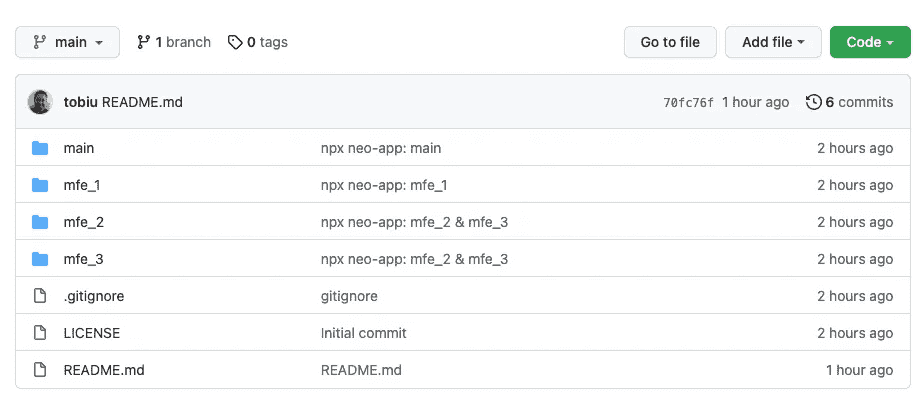 main 1 branch 0 tags Go to file Add file Code
tobiu README.md 70fc76f 1 hour ago 6 commits
main npx neo-app: main 2 hours ago
mfe_1 npx neo-app: mfe_1 2 hours ago
mfe_2 npx neo-app: mfe_2 & mfe_3 2 hours ago
mfe_3 npx neo-app: mfe_2 & mfe_3 2 hours ago
.gitignore gitignore 2 hours ago
LICENSE Initial commit 2 hours ago
README.md README.md 1 hour ago